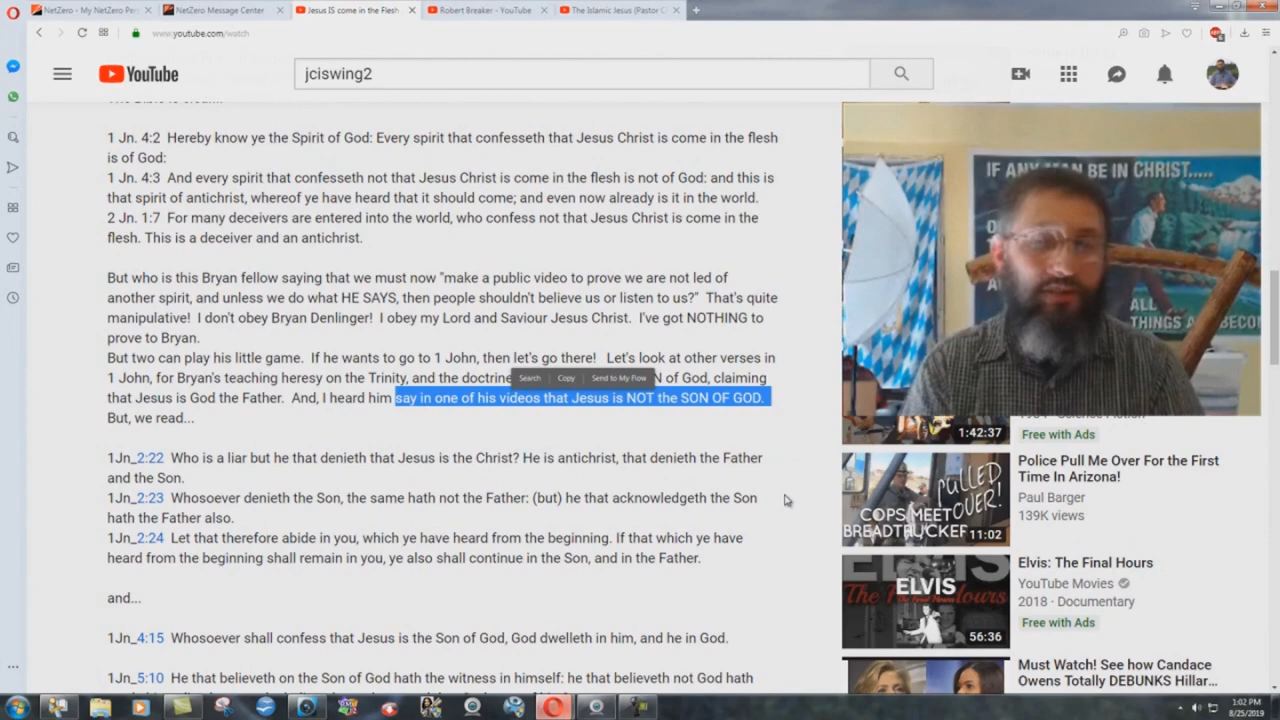 NetZero - My NetZero Per
NetZero Message Center
Jesus IS come in the Flesh
Robert Breaker - YouTube
The Islamic Jesus (Pastor C
www.youtube.com/watch
YouTube
jciswing2
1 Jn. 4:2 Hereby know ye the Spirit of God: Every spirit that confesseth that Jesus Christ is come in the flesh
is of God:
1 Jn. 4:3 And every spirit that confesseth not that Jesus Christ is come in the flesh is not of God: and this is
that spirit of antichrist, whereof ye have heard that it should come; and even now already is it in the world.
2 Jn. 1:7 For many deceivers are entered into the world, who confess not that Jesus Christ is come in the
flesh. This is a deceiver and an antichrist.
But who is this Bryan fellow saying that we must now "make a public video to prove we are not led of
another spirit, and unless we do what HE SAYS, then people shouldn't believe us or listen to us?" That's quite
manipulative! I don't obey Bryan Denlinger! I obey my Lord and Saviour Jesus Christ. I've got NOTHING to
prove to Bryan.
But two can play his little game. If he wants to go to 1 John, then let's go there! Let's look at other verses in
1 John, for Bryan's teaching heresy on the Trinity, and the doctrine N of God, claiming
Search Copy Send to My Flow
that Jesus is God the Father. And, I heard him say in one of his videos that Jesus is NOT the SON OF GOD.
But, we read...
1Jn_2:22 Who is a liar but he that denieth that Jesus is the Christ? He is antichrist, that denieth the Father
and the Son.
1Jn_2:23 Whosoever denieth the Son, the same hath not the Father: (but) he that acknowledgeth the Son
hath the Father also.
1Jn_2:24 Let that therefore abide in you, which ye have heard from the beginning. If that which ye have
heard from the beginning shall remain in you, ye also shall continue in the Son, and in the Father.
and...
1Jn_4:15 Whosoever shall confess that Jesus is the Son of God, God dwelleth in him, and he in God.
1Jn_5:10 He that believeth on the Son of God hath the witness in himself: he that believeth not God hath
IF ANY MAN BE IN CHRIST.....
ALL
THINGS ARE BECO
1:42:37
Free with Ads
PULLED
OVER!
COPS MEET
BREADTRUCKER
11:02
Police Pull Me Over For the First
Time In Arizona!
Paul Barger
139K views
ELVIS
The Final Hours
56:36
Elvis: The Final Hours
YouTube Movies
2018 · Documentary
Free with Ads
Must Watch! See how Candace
Owens Totally DEBUNKS Hillar...
1:02 PM
8/25/2019